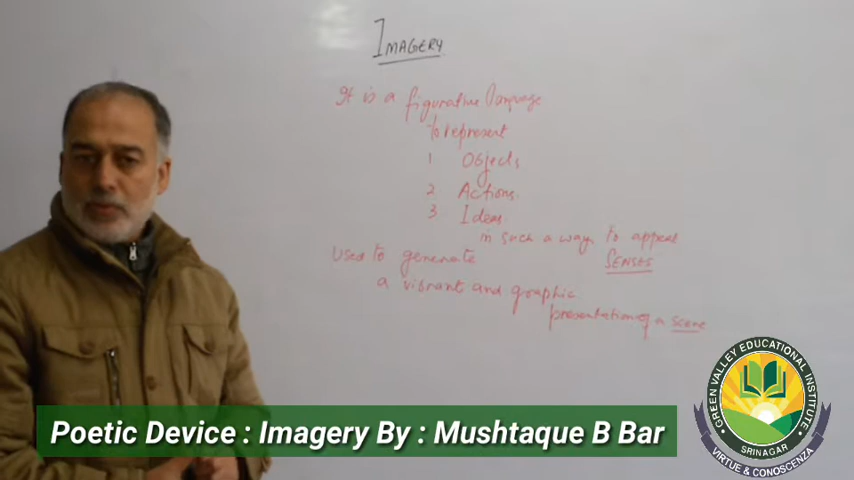 IMAGERY
It is a figurative language
to represent
1 Objects
2 Actions.
3 Ideas.
in such a way to appeal
SENSES
Used to generate
a vibrant and graphic
presentation of a scene
Poetic Device : Imagery By : Mushtaque B Bar
GREEN VALLEY EDUCATIONAL INSTITUTE
SRINAGAR
VIRTUE & CONOSCENZA